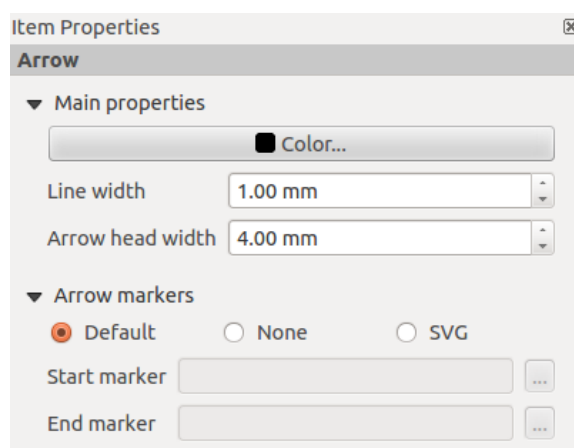 Item Properties
Arrow
Main properties
Color...
Line width 1.00 mm
Arrow head width 4.00 mm
Arrow markers
Default None SVG
Start marker ...
End marker ...